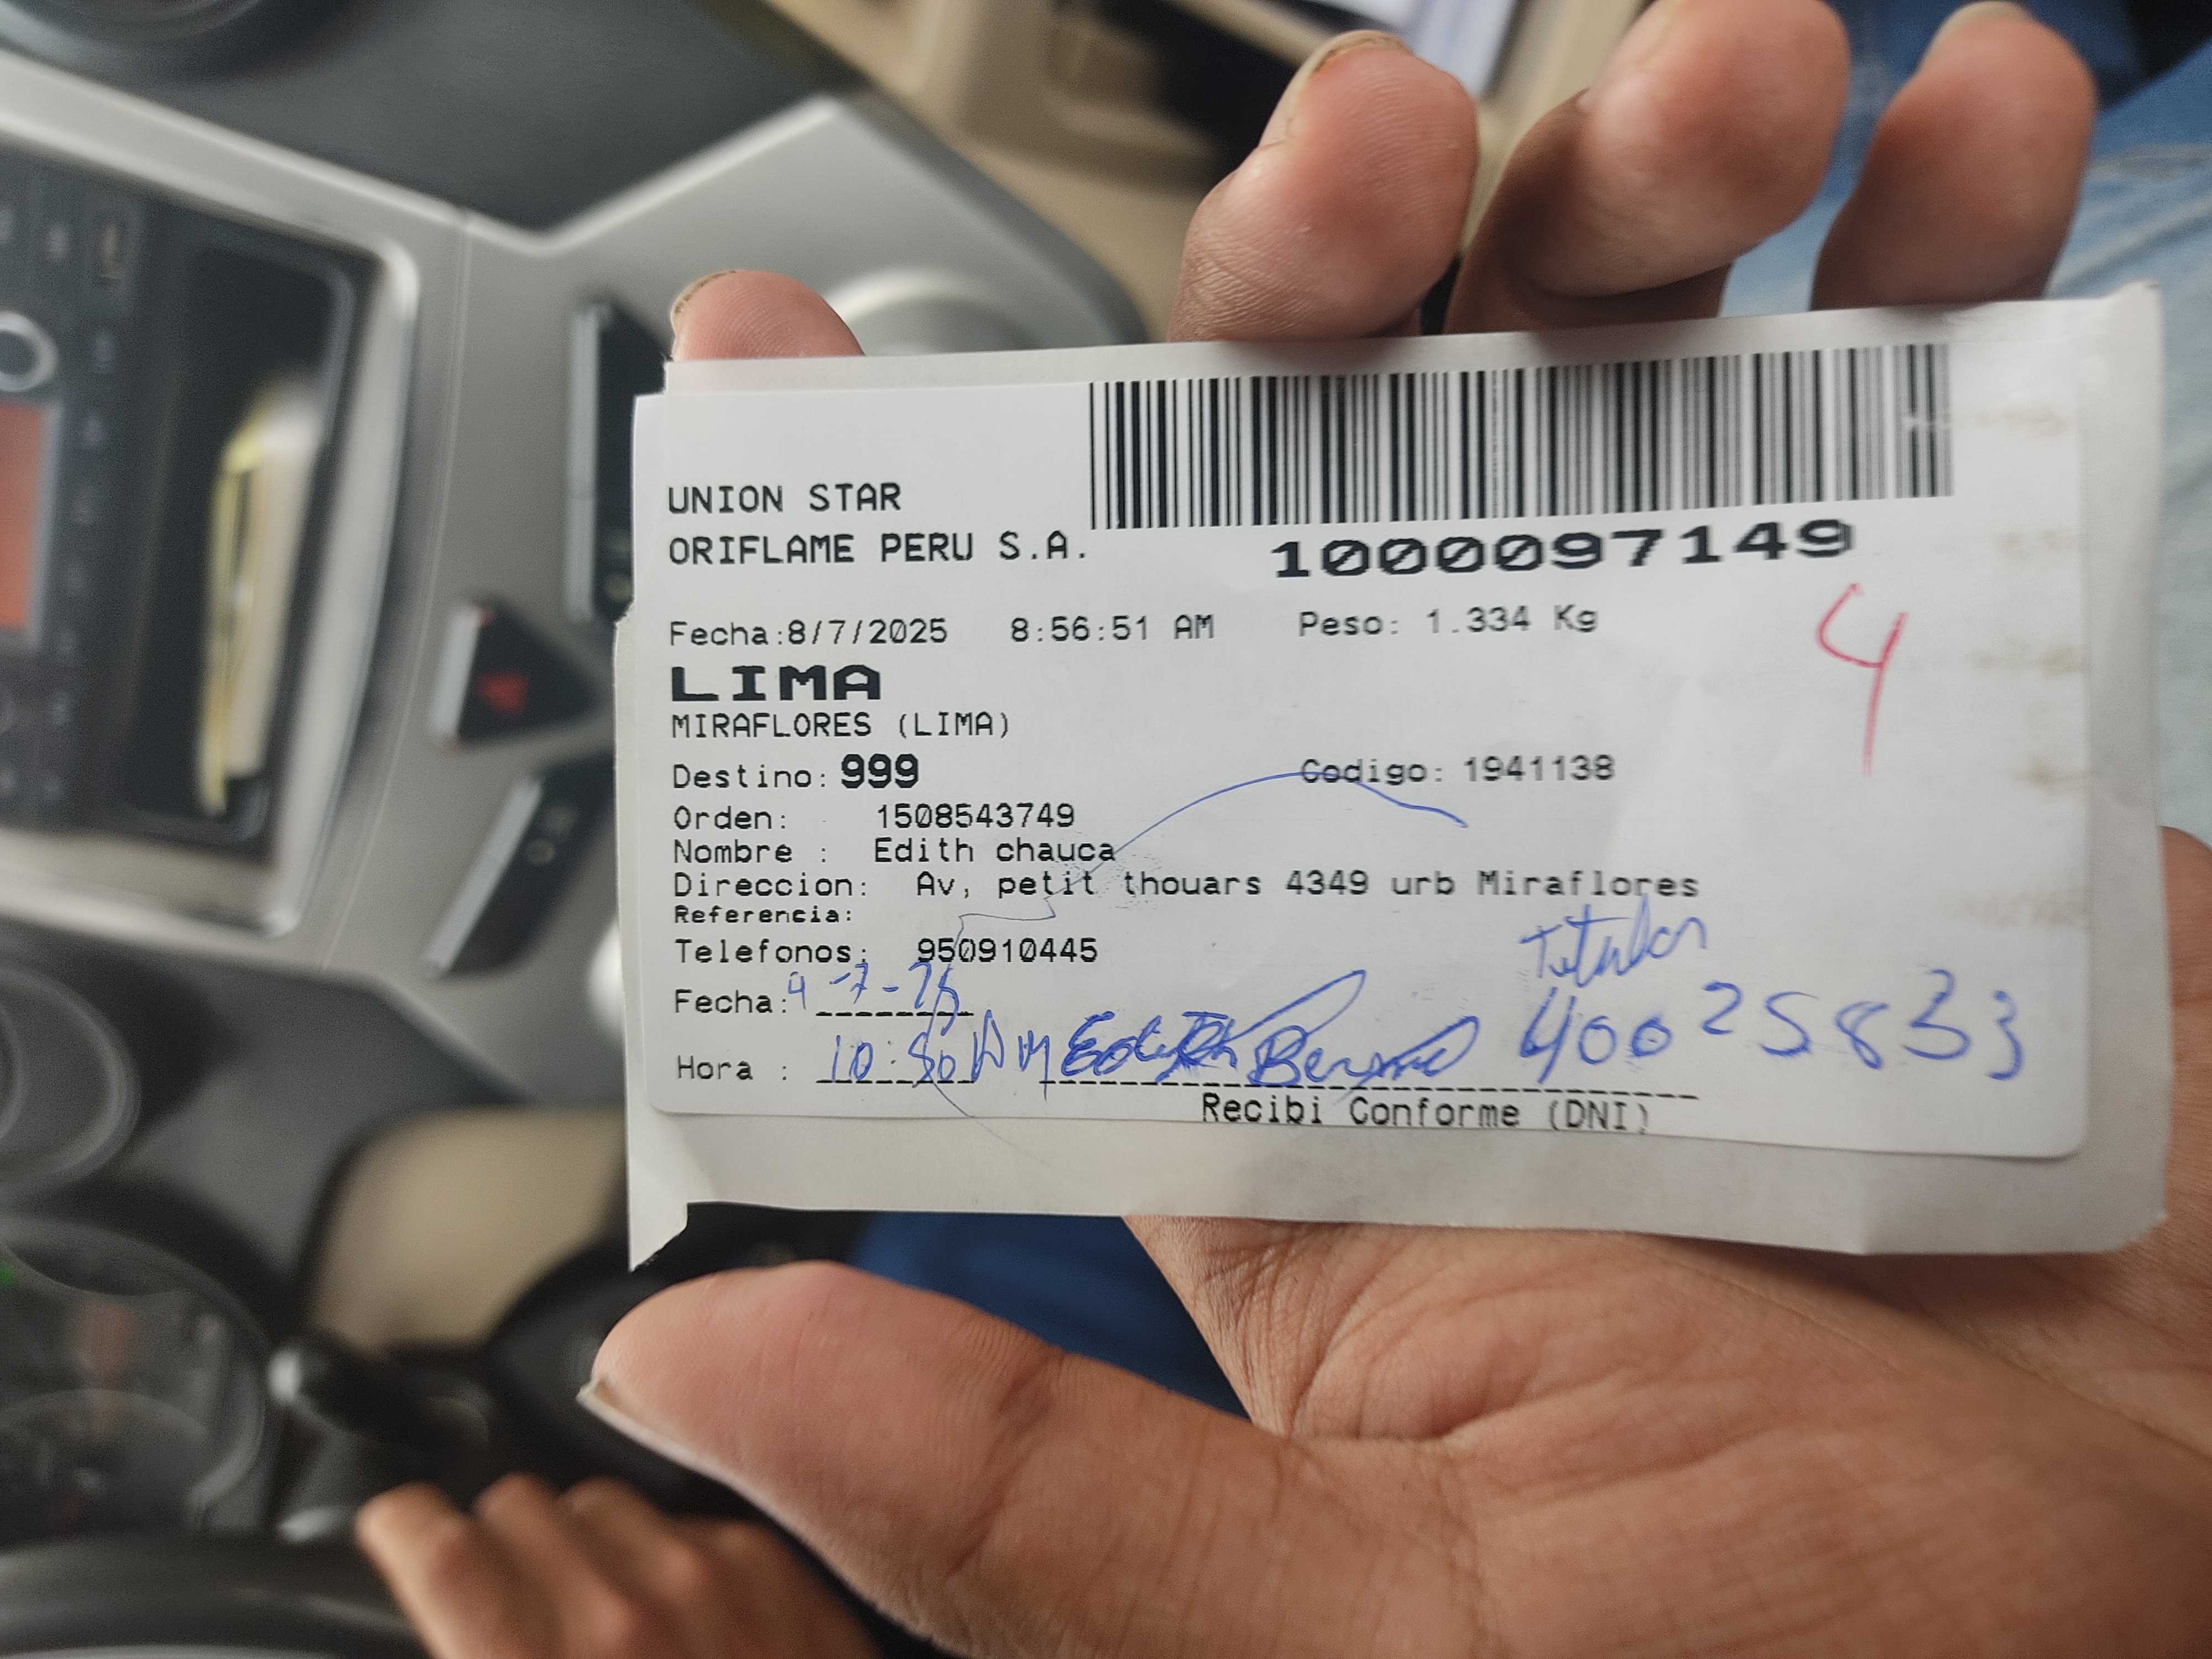 UNION STAR
ORIFLAME PERU S.A.
1000097149
4
Fecha:8/7/2025 8:56:51 AM Peso: 1.334 Kg
LIMA
MIRAFLORES (LIMA)
Destino: 999 Codigo: 1941138
Orden: 1508543749
Nombre : Edith chauca
Direccion: Av, petit thouars 4349 urb Miraflores
Referencia:
Telefonos: 950910445
Titular
Fecha: 9-7-25
Hora : 10:50 AM Edith 40025833
Recibi Conforme (DNI)